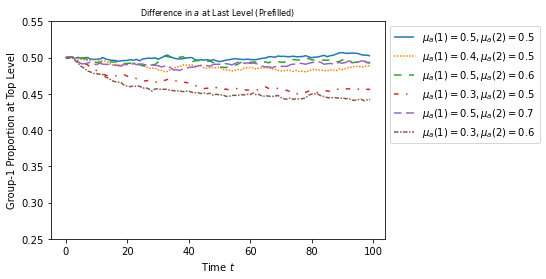 Difference in a at Last Level (Prefilled)
Group-1 Proportion at Top Level
0.55
0.50
0.45
0.40
0.35
0.30
0.25
0 20 40 60 80 100
Time t
μₐ(1) = 0.5, μₐ(2) = 0.5
μₐ(1) = 0.4, μₐ(2) = 0.5
μₐ(1) = 0.5, μₐ(2) = 0.6
μₐ(1) = 0.3, μₐ(2) = 0.5
μₐ(1) = 0.5, μₐ(2) = 0.7
μₐ(1) = 0.3, μₐ(2) = 0.6